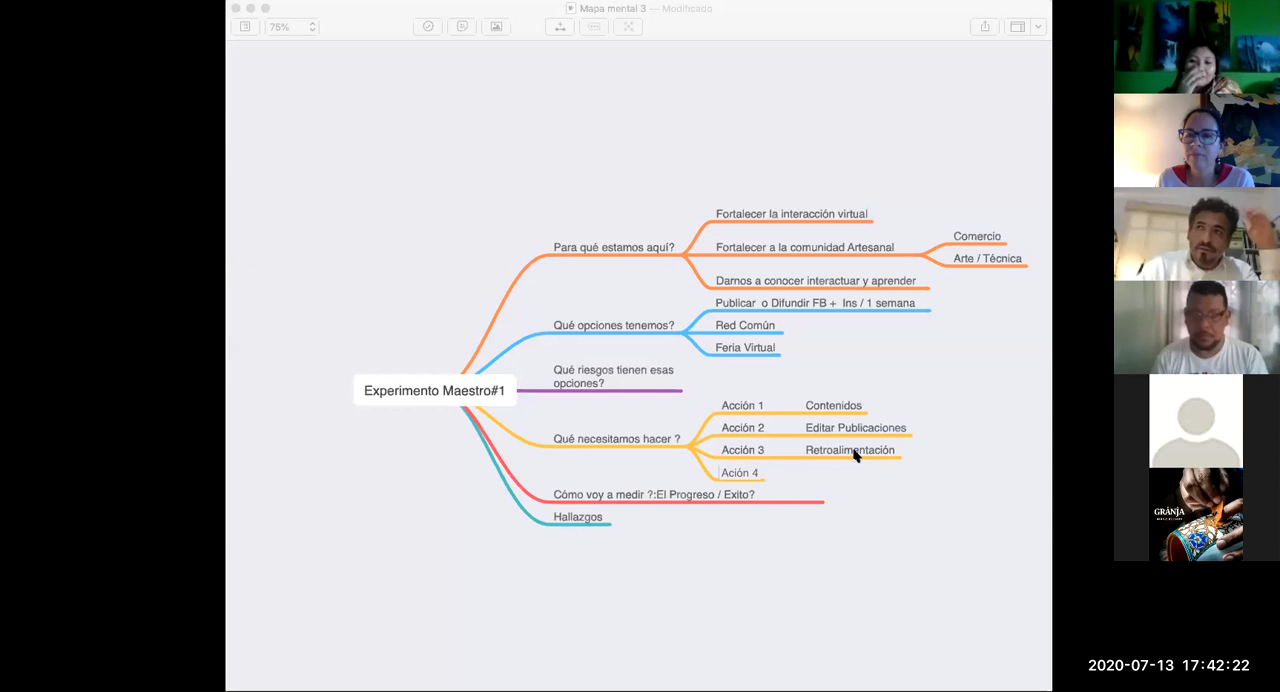 Mapa mental 3 — Modificado
75%
Fortalecer la interacción virtual
Para qué estamos aquí?
Fortalecer a la comunidad Artesanal
Comercio
Arte / Técnica
Darnos a conocer interactuar y aprender
Publicar o Difundir FB + Ins / 1 semana
Qué opciones tenemos?
Red Común
Feria Virtual
Qué riesgos tienen esas
opciones?
Experimento Maestro#1
Acción 1 Contenidos
Acción 2 Editar Publicaciones
Qué necesitamos hacer ?
Acción 3 Retroalimentación
Ación 4
Cómo voy a medir ?:El Progreso / Exito?
Hallazgos
GRANJA
2020-07-13 17:42:22